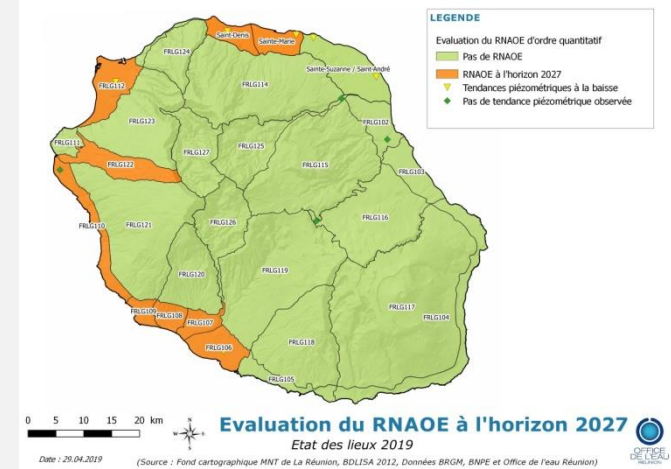 LEGENDE
Evaluation du RNAOE d'ordre quantitatif
Pas de RNAOE
RNAOE à l'horizon 2027
Tendances piézométriques à la baisse
Pas de tendance piézométrique observée
Saint-Denis
Sainte-Marie
FRLG124
Sainte-Suzanne / Saint-André
FRLG112
FRLG114
FRLG123
FRLG102
FRLG111
FRLG127
FRLG125
FRLG122
FRLG115
FRLG103
FRLG110
FRLG121
FRLG126
FRLG116
FRLG120
FRLG119
FRLG117
FRLG104
FRLG109
FRLG108
FRLG107
FRLG106
FRLG118
FRLG105
0 5 10 15 20 km
N
Evaluation du RNAOE à l'horizon 2027
Etat des lieux 2019
Date : 29.04.2019
(Source : Fond cartographique MNT de La Réunion, BDLISA 2012, Données BRGM, BNPE et Office de l'eau Réunion)
OFFICE
DE L'EAU
RÉUNION